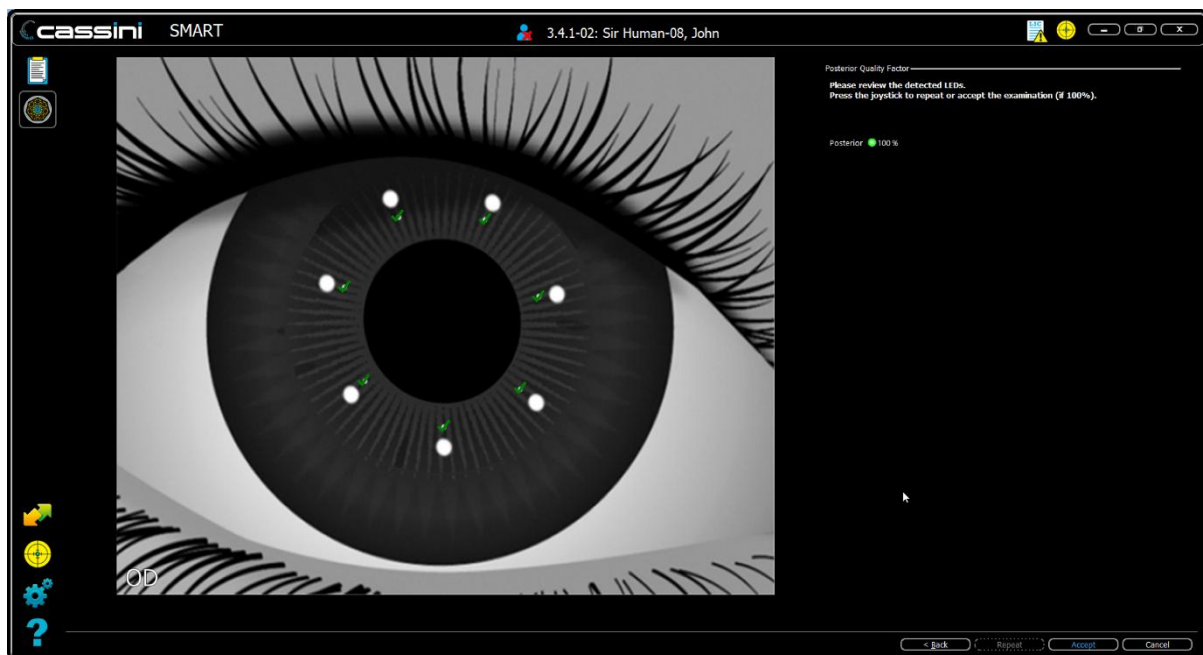 cassini SMART 3.4.1-02: Sir Human-08, John LIC
Posterior Quality Factor
Please review the detected LEDs.
Press the joystick to repeat or accept the examination (if 100%).
Posterior 100 %
OD
?
< Back Repeat Accept Cancel